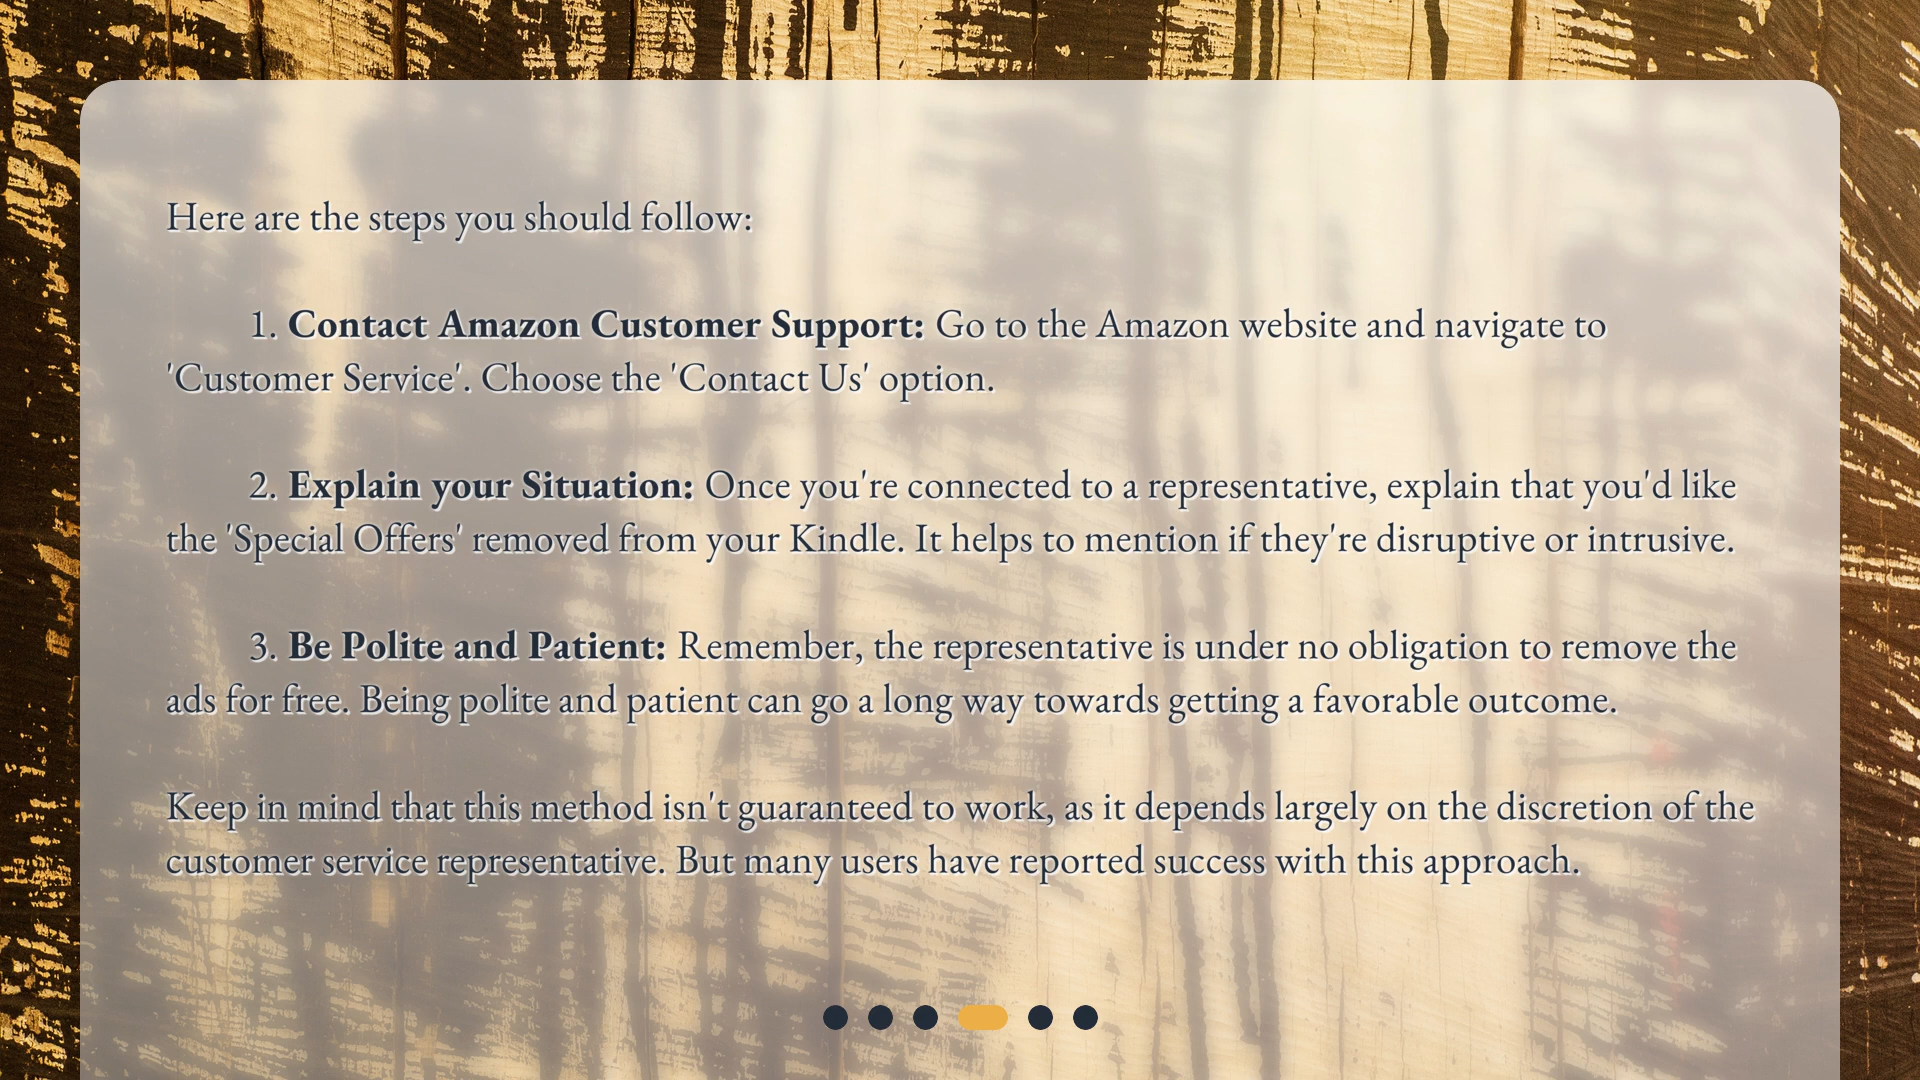 Here are the steps you should follow:
1. Contact Amazon Customer Support: Go to the Amazon website and navigate to
'Customer Service'. Choose the 'Contact Us' option.
2. Explain your Situation: Once you're connected to a representative, explain that you'd like
the 'Special Offers' removed from your Kindle. It helps to mention if they're disruptive or intrusive.
3. Be Polite and Patient: Remember, the representative is under no obligation to remove the
ads for free. Being polite and patient can go a long way towards getting a favorable outcome.
Keep in mind that this method isn't guaranteed to work, as it depends largely on the discretion of the
customer service representative. But many users have reported success with this approach.